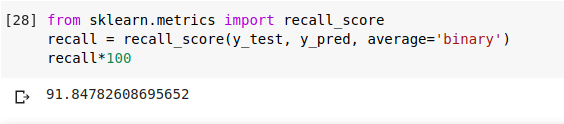 [28] from sklearn.metrics import recall_score
recall = recall_score(y_test, y_pred, average='binary')
recall*100
91.84782608695652